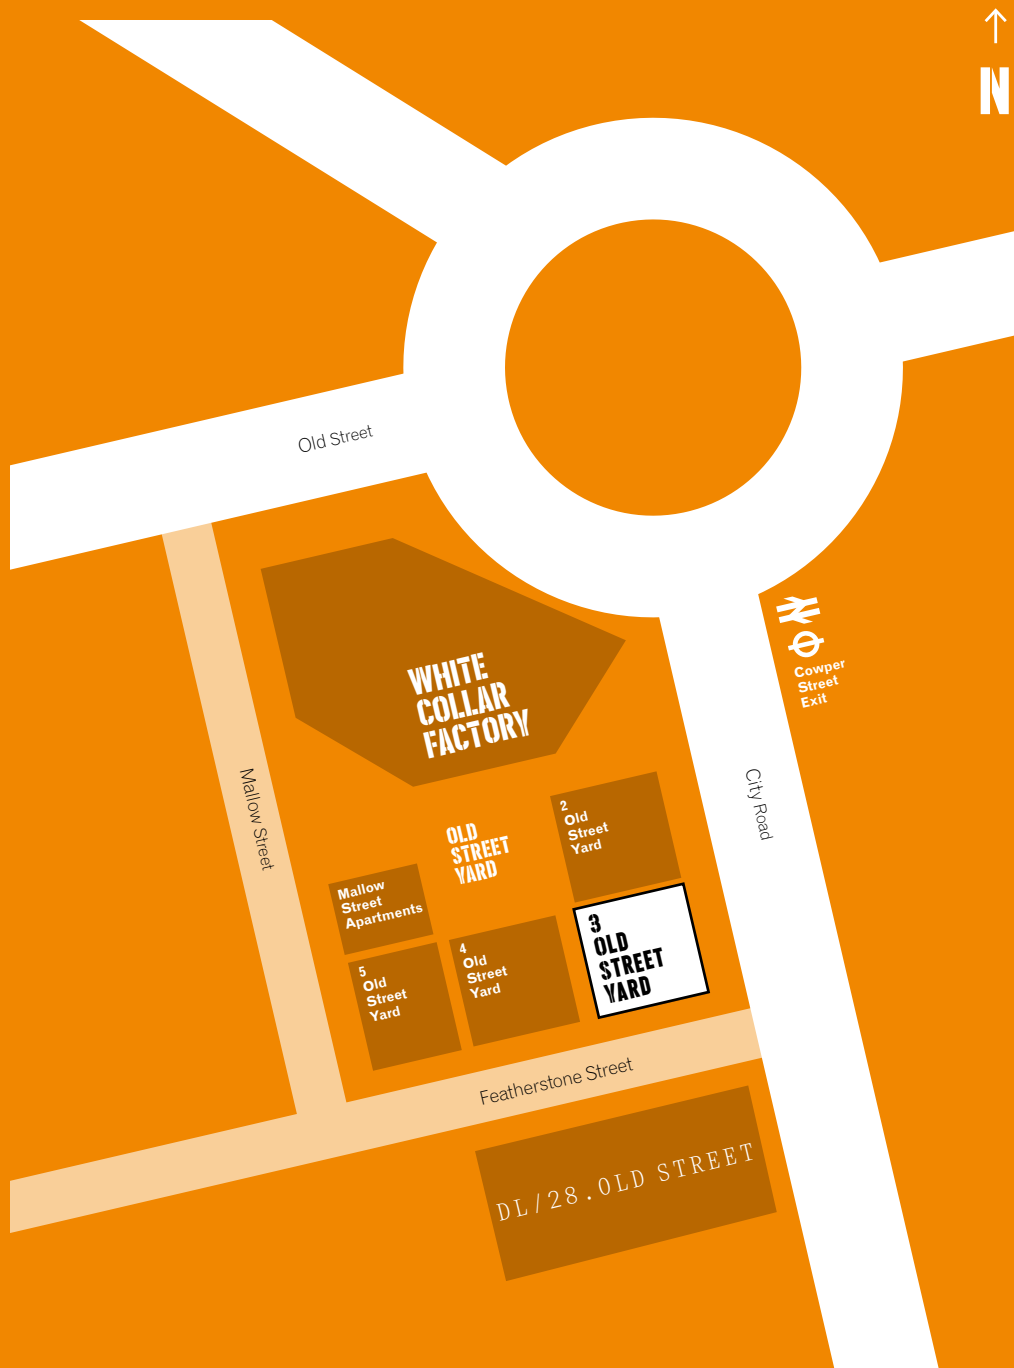 N
Old Street
Cowper
Street
Exit
WHITE
COLLAR
FACTORY
Mallow Street
City Road
2
Old
Street
Yard
OLD
STREET
YARD
Mallow
Street
Apartments
3
OLD
STREET
YARD
4
Old
Street
Yard
5
Old
Street
Yard
Featherstone Street
DL/28.OLD STREET